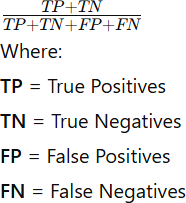 TP+TN
TP+TN+FP+FN
Where:
TP = True Positives
TN = True Negatives
FP = False Positives
FN = False Negatives